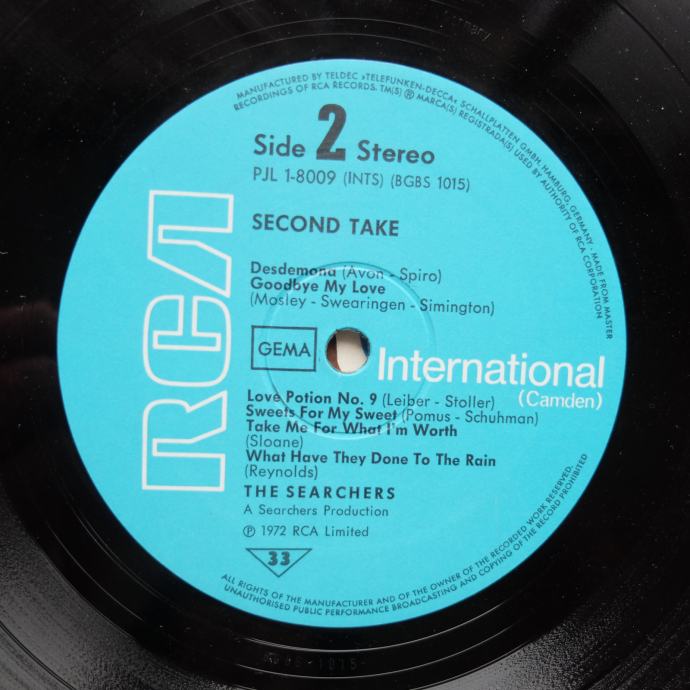 MANUFACTURED BY TELDEC »TELEFUNKEN-DECCA« SCHALLPLATTEN GMBH, HAMBURG, GERMANY · MADE FROM MASTER
RECORDINGS OF RCA RECORDS. TM(S) ® MARCA(S) REGISTRADA(S) USED BY AUTHORITY OF RCA CORPORATION
Side 2 Stereo
PJL 1-8009 (INTS) (BGBS 1015)
SECOND TAKE
RCA
Desdemona (Avon - Spiro)
Goodbye My Love
(Mosley - Swearingen - Simington)
GEMA
International
(Camden)
Love Potion No. 9 (Leiber - Stoller)
Sweets For My Sweet (Pomus - Schuhman)
Take Me For What I'm Worth
(Sloane)
What Have They Done To The Rain
(Reynolds)
THE SEARCHERS
A Searchers Production
℗ 1972 RCA Limited
33
ALL RIGHTS OF THE MANUFACTURER AND OF THE OWNER OF THE RECORDED WORK RESERVED.
UNAUTHORISED PUBLIC PERFORMANCE BROADCASTING AND COPYING OF THE RECORD PROHIBITED